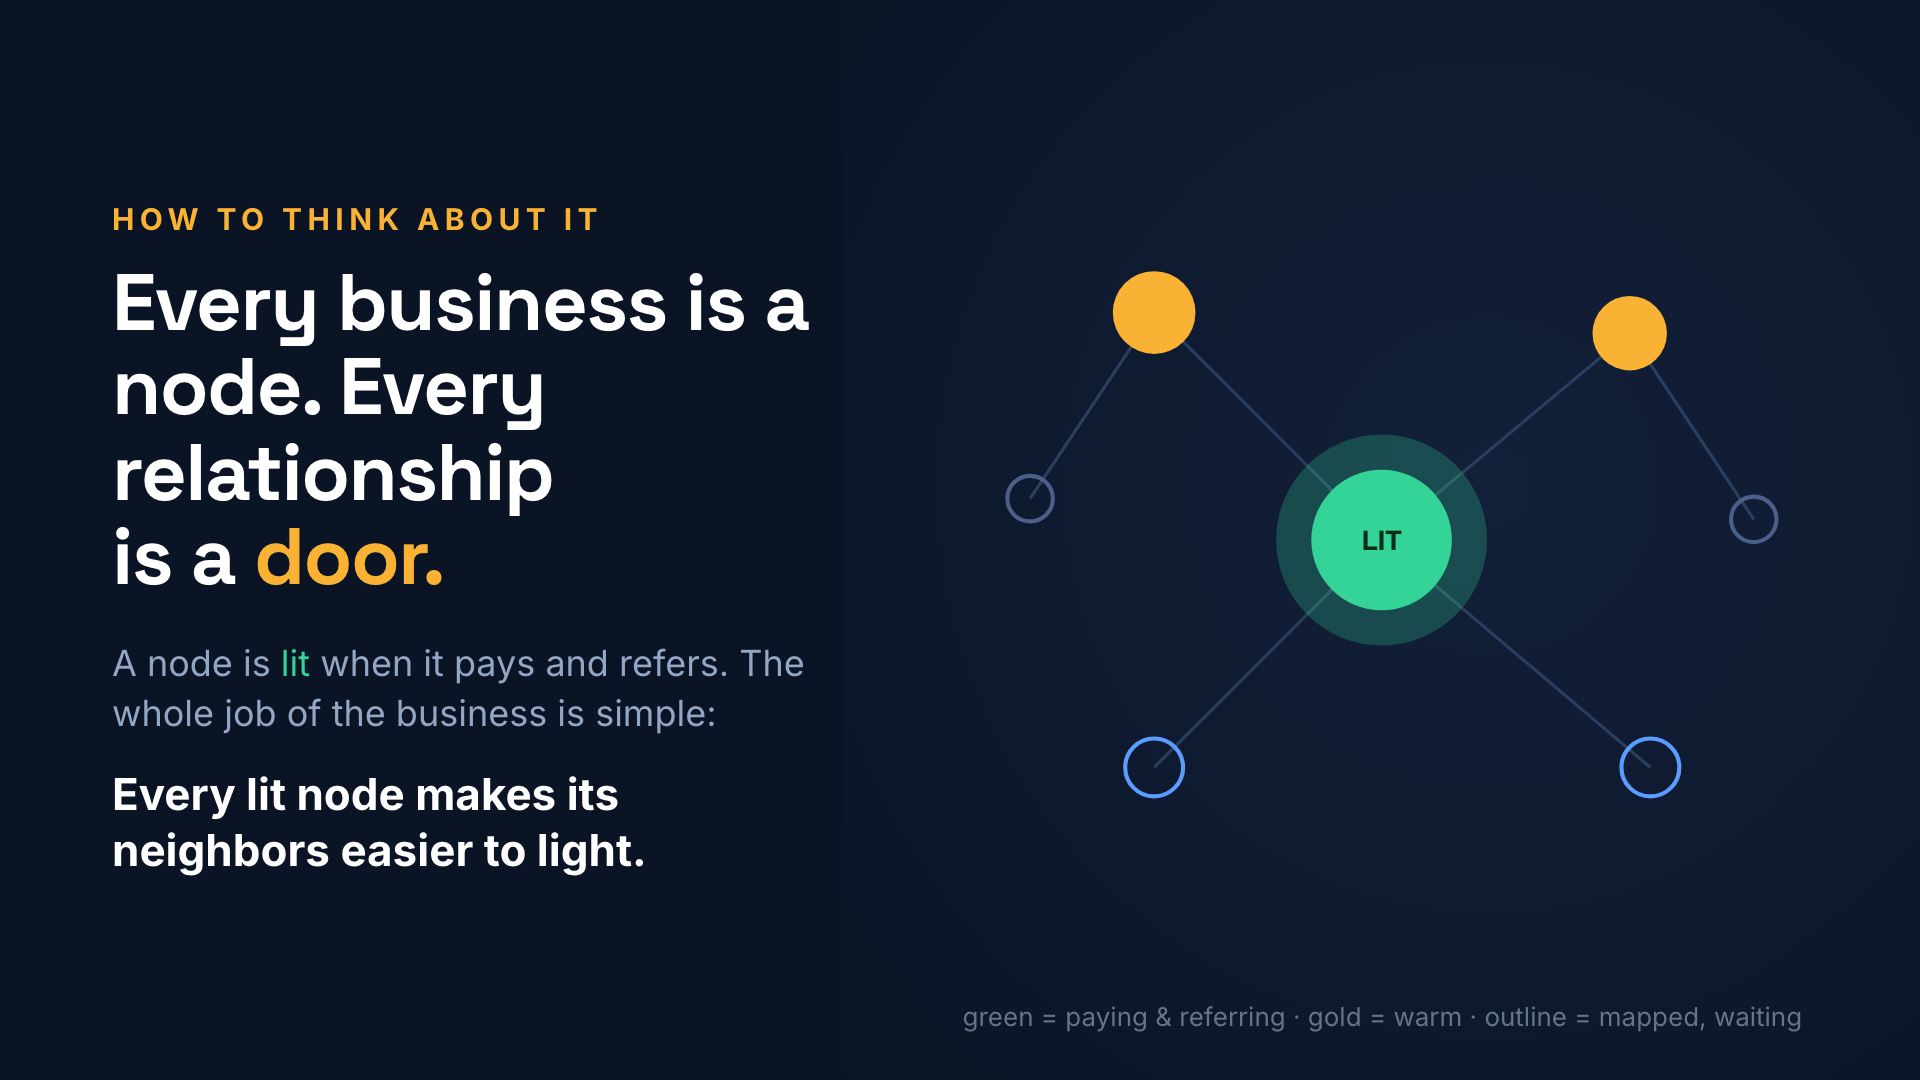 HOW TO THINK ABOUT IT
Every business is a
node. Every
relationship
is a door.
A node is lit when it pays and refers. The
whole job of the business is simple:
Every lit node makes its
neighbors easier to light.
LIT
green = paying & referring · gold = warm · outline = mapped, waiting